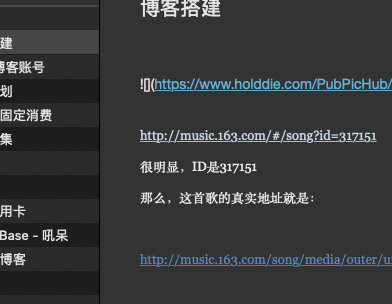 建
博客账号
划
固定消费
集
用卡
Base - 吼呆
博客
博客搭建
![](https://www.holddie.com/PubPicHub/
http://music.163.com/#/song?id=317151
很明显，ID是317151
那么，这首歌的真实地址就是：
http://music.163.com/song/media/outer/u